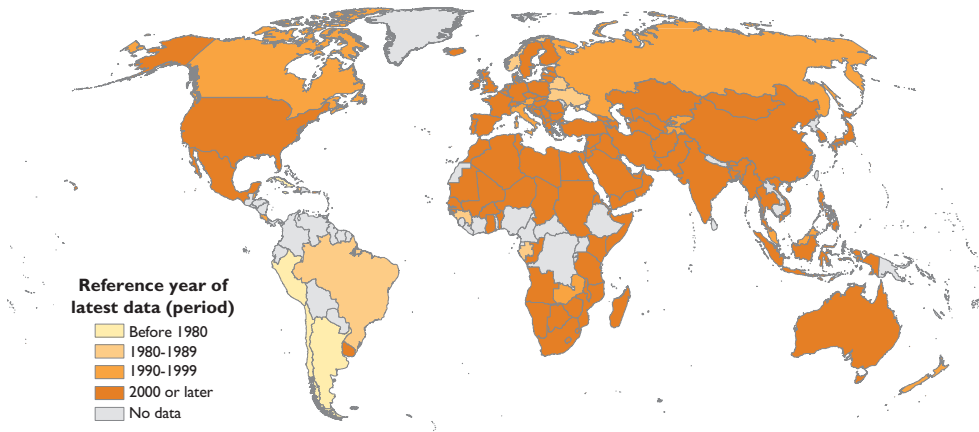 Reference year of
latest data (period)
Before 1980
1980-1989
1990-1999
2000 or later
No data